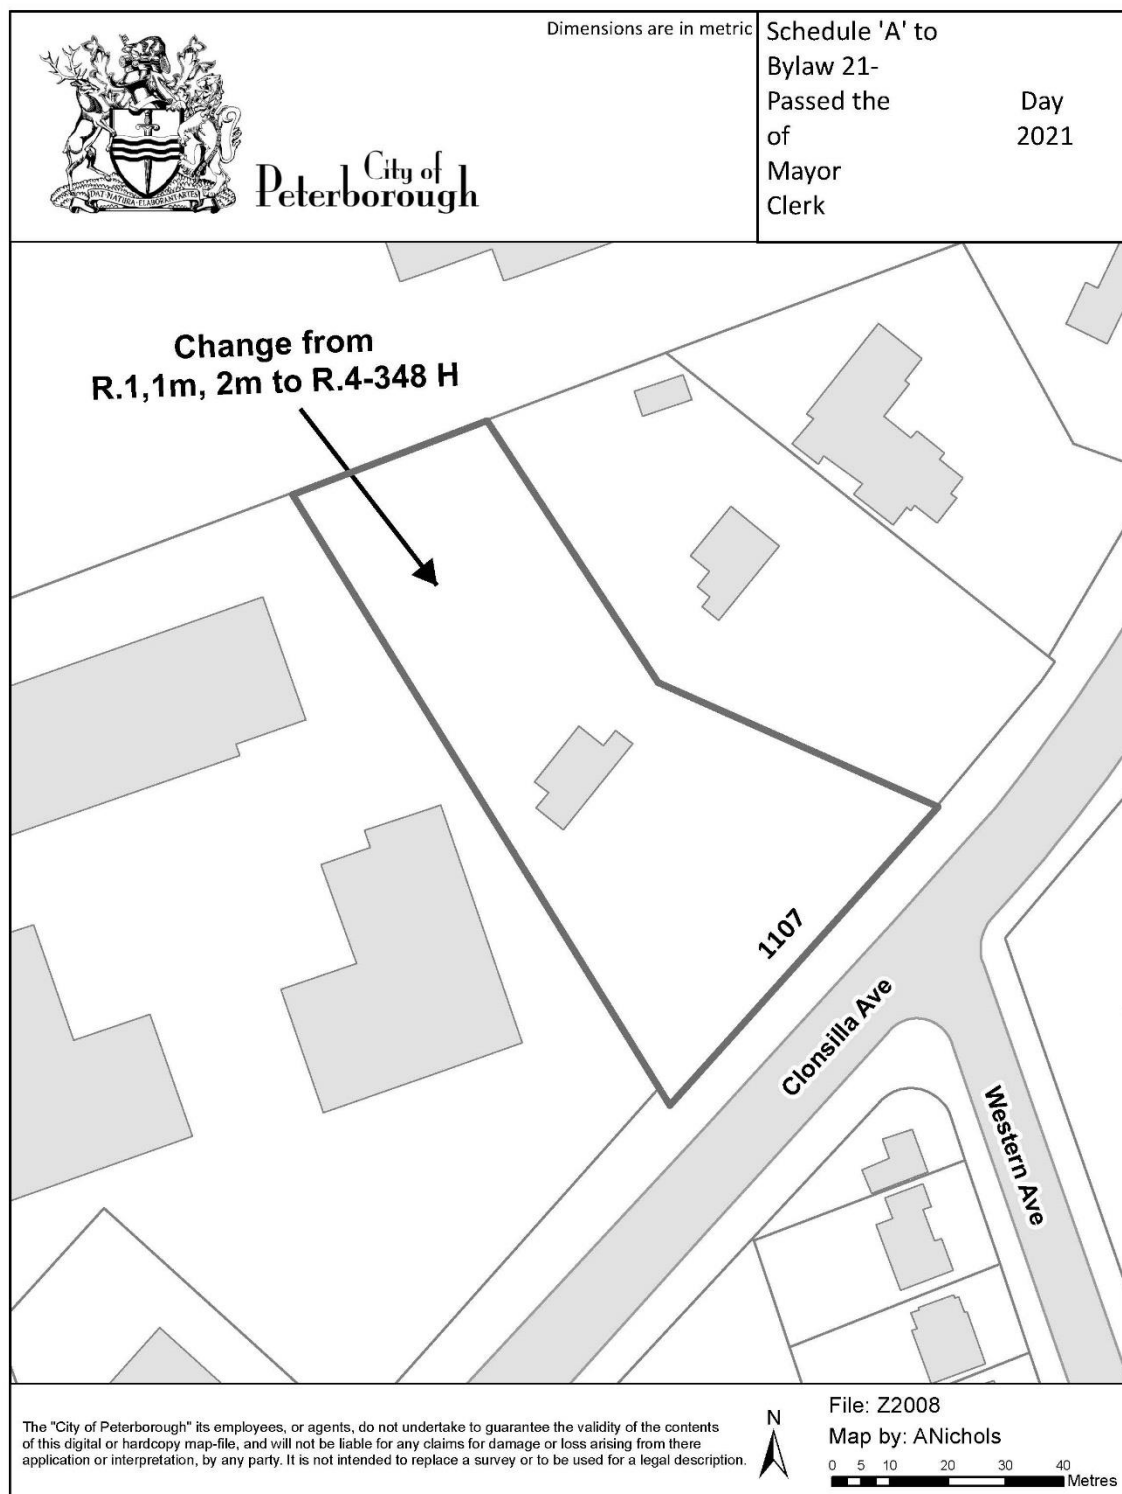 Dimensions are in metric
Schedule 'A' to
Bylaw 21-
Passed the Day
of 2021
Mayor
Clerk
DAT·NATURA·ELABORANT·ARTES
City of
Peterborough
Change from
R.1,1m, 2m to R.4-348 H
1107
Clonsilla Ave
Western Ave
The "City of Peterborough" its employees, or agents, do not undertake to guarantee the validity of the contents
of this digital or hardcopy map-file, and will not be liable for any claims for damage or loss arising from there
application or interpretation, by any party. It is not intended to replace a survey or to be used for a legal description.
N
File: Z2008
Map by: ANichols
0 5 10 20 30 40
Metres